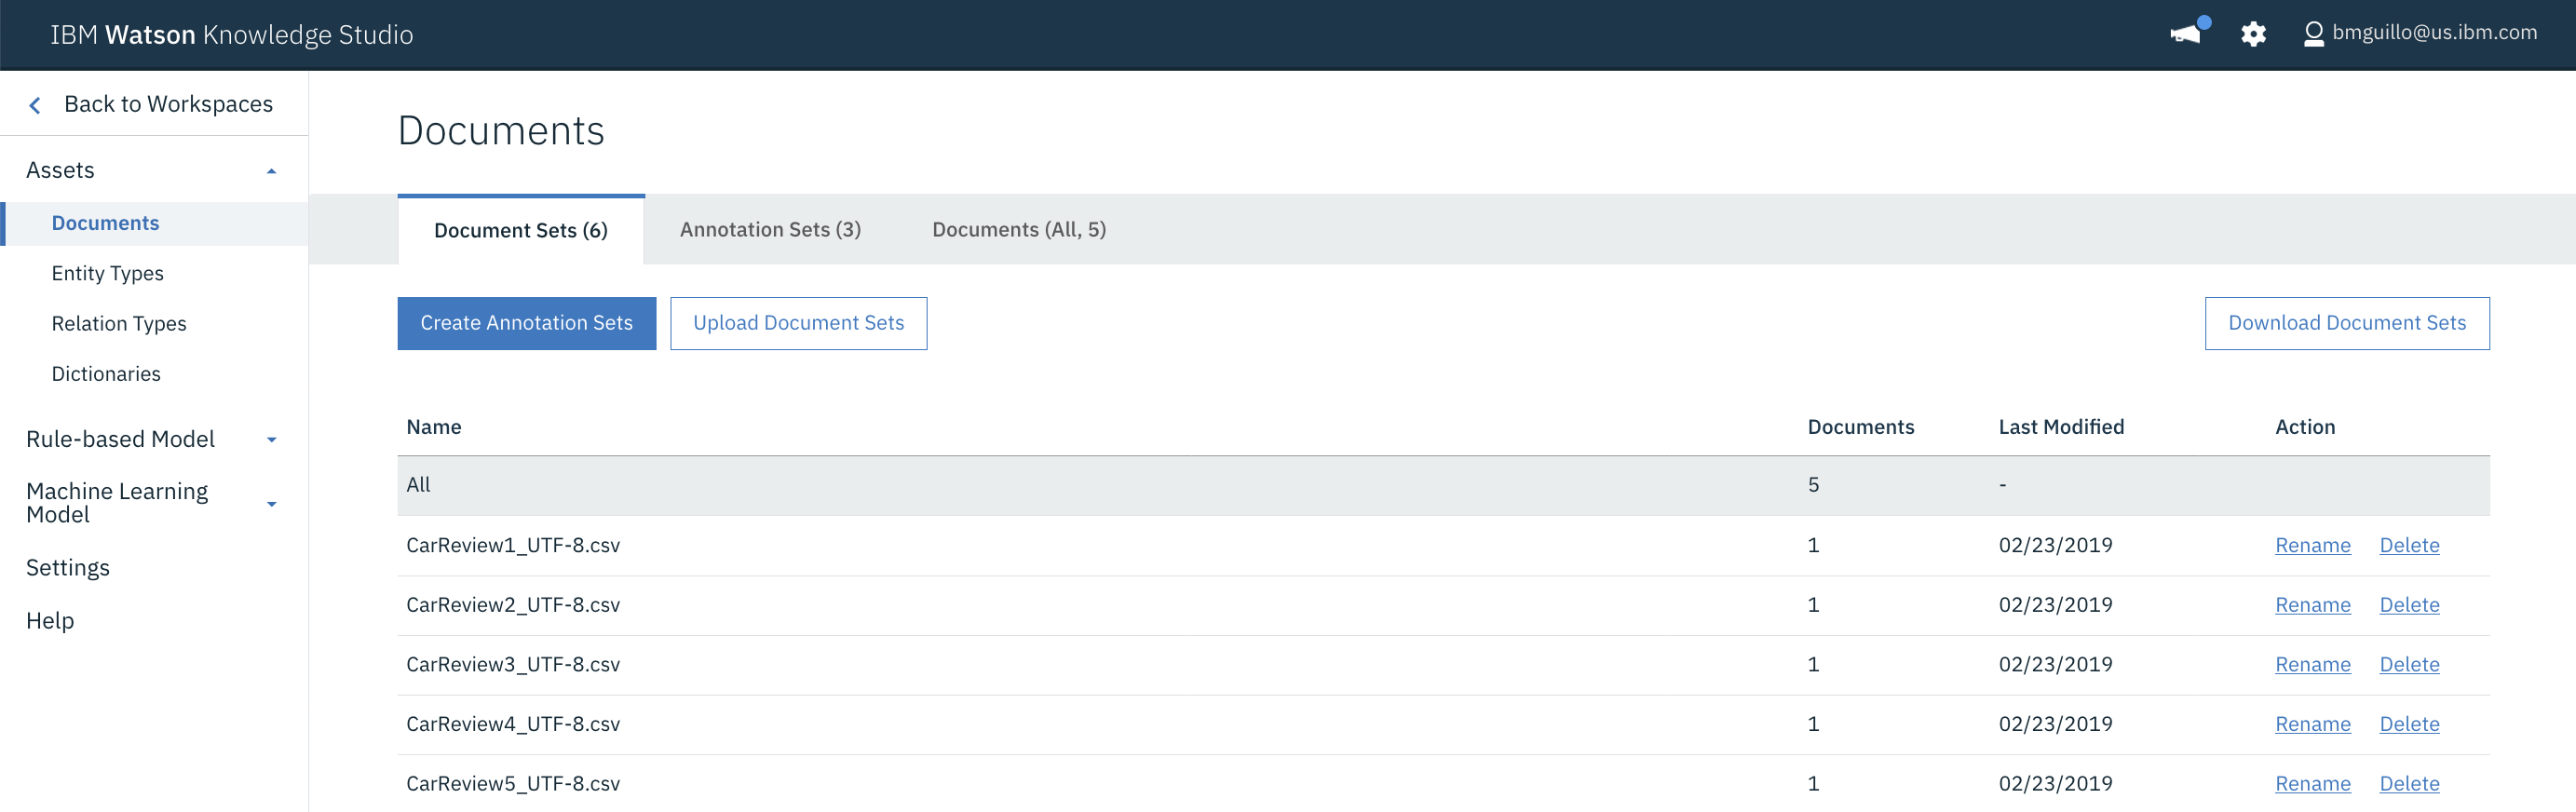 IBM Watson Knowledge Studio
bmguillo@us.ibm.com
Back to Workspaces
Assets
Documents
Entity Types
Relation Types
Dictionaries
Rule-based Model
Machine Learning
Model
Settings
Help
Documents
Document Sets (6) Annotation Sets (3) Documents (All, 5)
Create Annotation Sets Upload Document Sets Download Document Sets
Name Documents Last Modified Action
All 5 -
CarReview1_UTF-8.csv 1 02/23/2019 Rename Delete
CarReview2_UTF-8.csv 1 02/23/2019 Rename Delete
CarReview3_UTF-8.csv 1 02/23/2019 Rename Delete
CarReview4_UTF-8.csv 1 02/23/2019 Rename Delete
CarReview5_UTF-8.csv 1 02/23/2019 Rename Delete